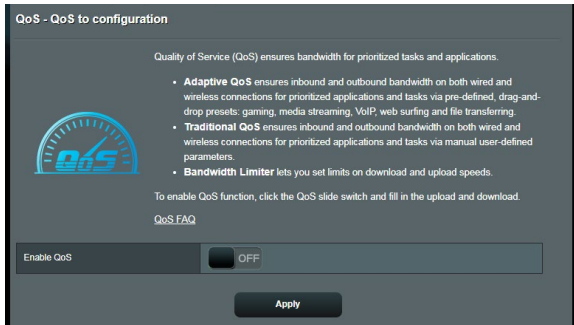 QoS - QoS to configuration
Quality of Service (QoS) ensures bandwidth for prioritized tasks and applications.
• Adaptive QoS ensures inbound and outbound bandwidth on both wired and
wireless connections for prioritized applications and tasks via pre-defined, drag-and-
drop presets: gaming, media streaming, VoIP, web surfing and file transferring.
• Traditional QoS ensures inbound and outbound bandwidth on both wired and
wireless connections for prioritized applications and tasks via manual user-defined
parameters.
• Bandwidth Limiter lets you set limits on download and upload speeds.
QoS
To enable QoS function, click the QoS slide switch and fill in the upload and download.
QoS FAQ
Enable QoS
OFF
Apply